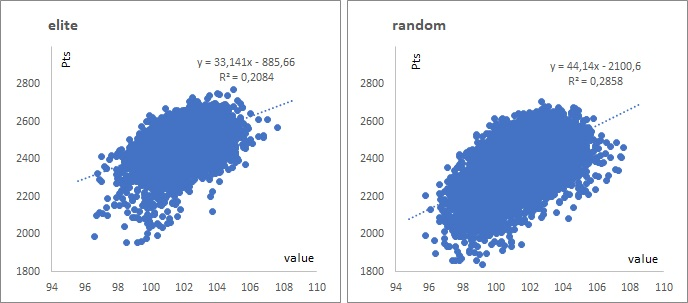 elite
Pts
y = 33,141x - 885,66
R² = 0,2084
2800
2600
2400
2200
2000
1800
value
94 96 98 100 102 104 106 108 110
random
Pts
y = 44,14x - 2100,6
R² = 0,2858
2800
2600
2400
2200
2000
1800
value
94 96 98 100 102 104 106 108 110